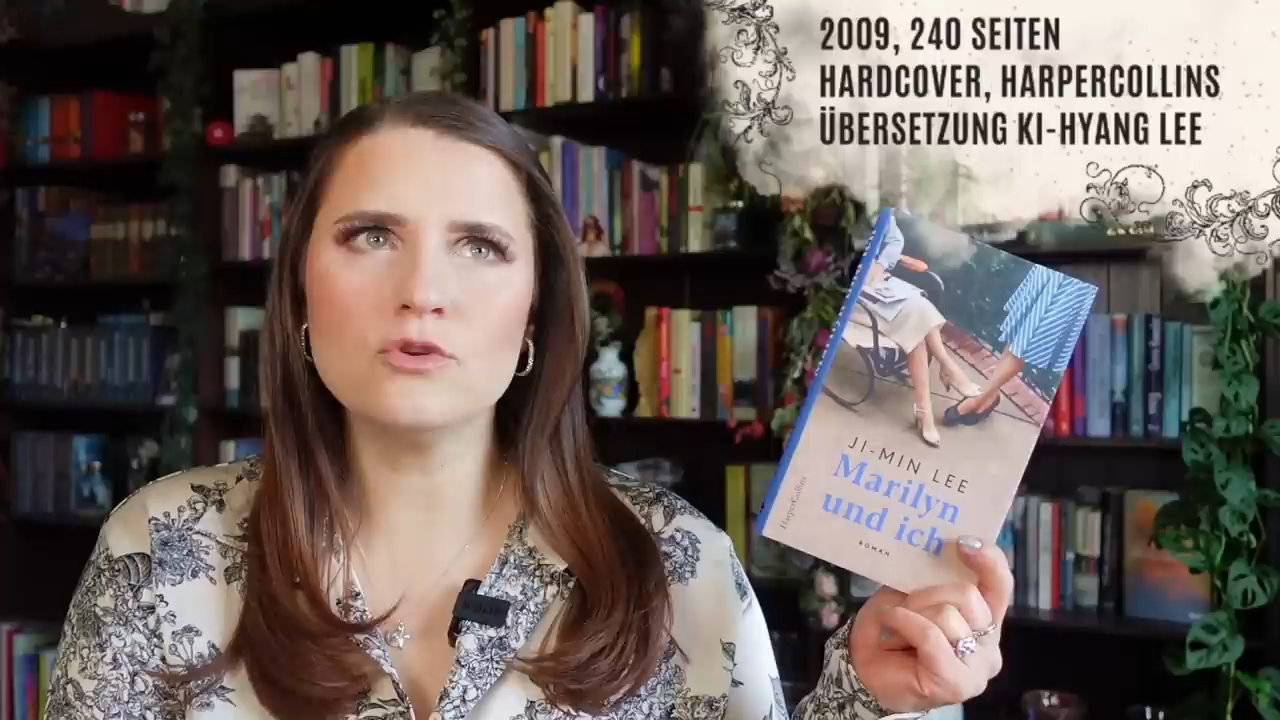 2009, 240 SEITEN
HARDCOVER, HARPERCOLLINS
ÜBERSETZUNG KI-HYANG LEE
JI-MIN LEE
Marilyn
und ich
ROMAN
HarperCollins